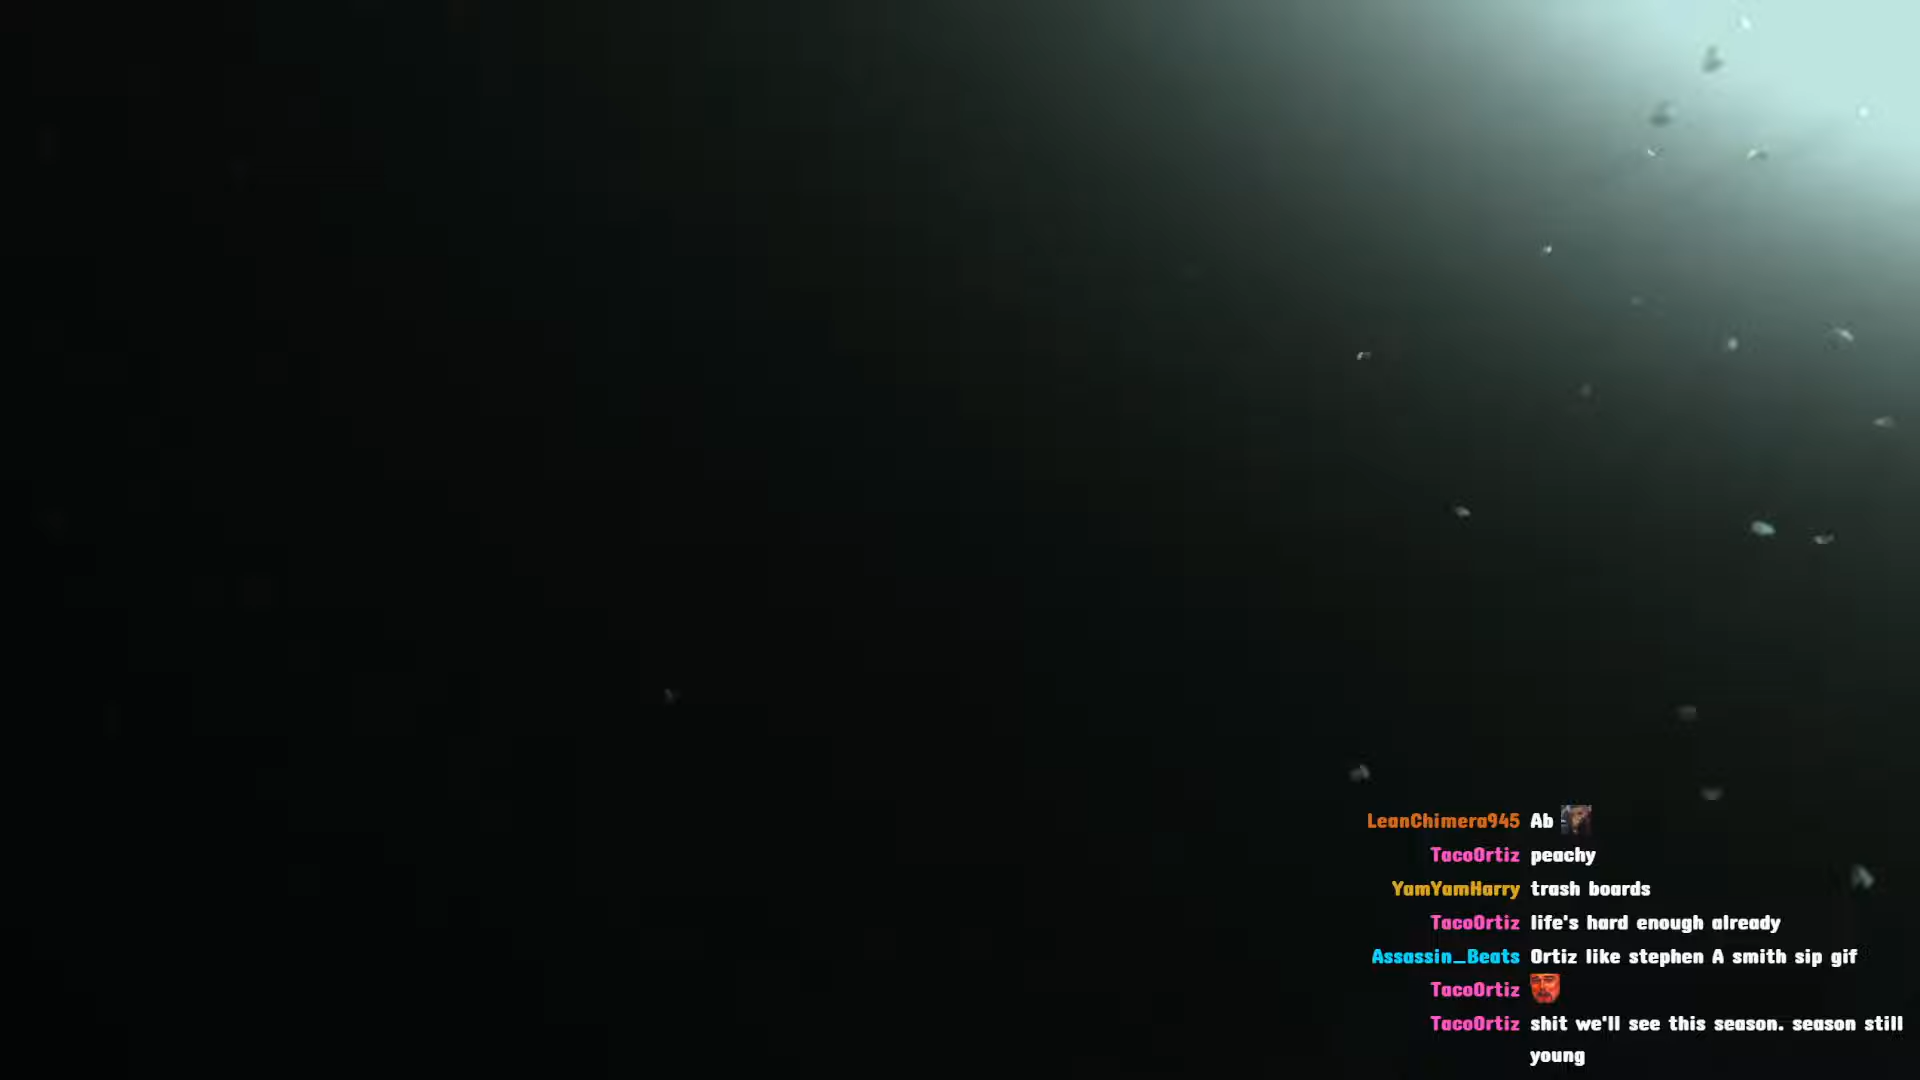 LeanChimera945 Ab
TacoOrtiz peachy
YamYamHarry trash boards
TacoOrtiz life's hard enough already
Assassin_Beats Ortiz like stephen A smith sip gif
TacoOrtiz
TacoOrtiz shit we'll see this season. season still
young